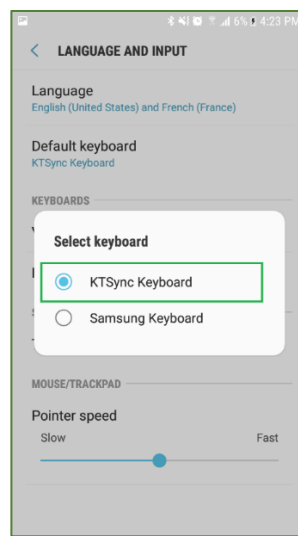 6% 4:23 PM
LANGUAGE AND INPUT
Language
English (United States) and French (France)
Default keyboard
KTSync Keyboard
KEYBOARDS
Select keyboard
KTSync Keyboard
Samsung Keyboard
MOUSE/TRACKPAD
Pointer speed
Slow Fast